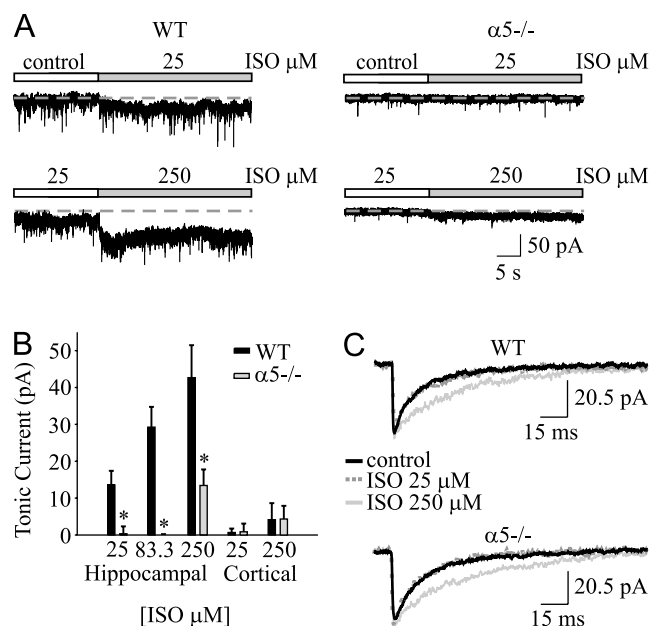 A
WT
α5-/-
control 25 ISO μM
control 25 ISO μM
25 250 ISO μM
25 250 ISO μM
50 pA
5 s
B
WT
α5-/-
Tonic Current (pA)
50
40
30
20
10
0
*
*
*
25 83.3 250 25 250
Hippocampal Cortical
[ISO μM]
C
WT
20.5 pA
15 ms
control
ISO 25 μM
ISO 250 μM
α5-/-
20.5 pA
15 ms